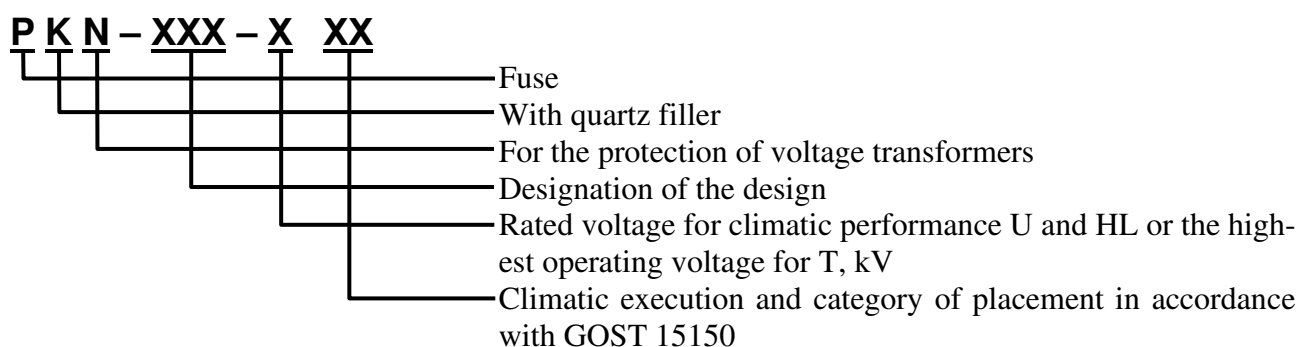 P K N – XXX – X XX
Fuse
With quartz filler
For the protection of voltage transformers
Designation of the design
Rated voltage for climatic performance U and HL or the high-
est operating voltage for T, kV
Climatic execution and category of placement in accordance
with GOST 15150